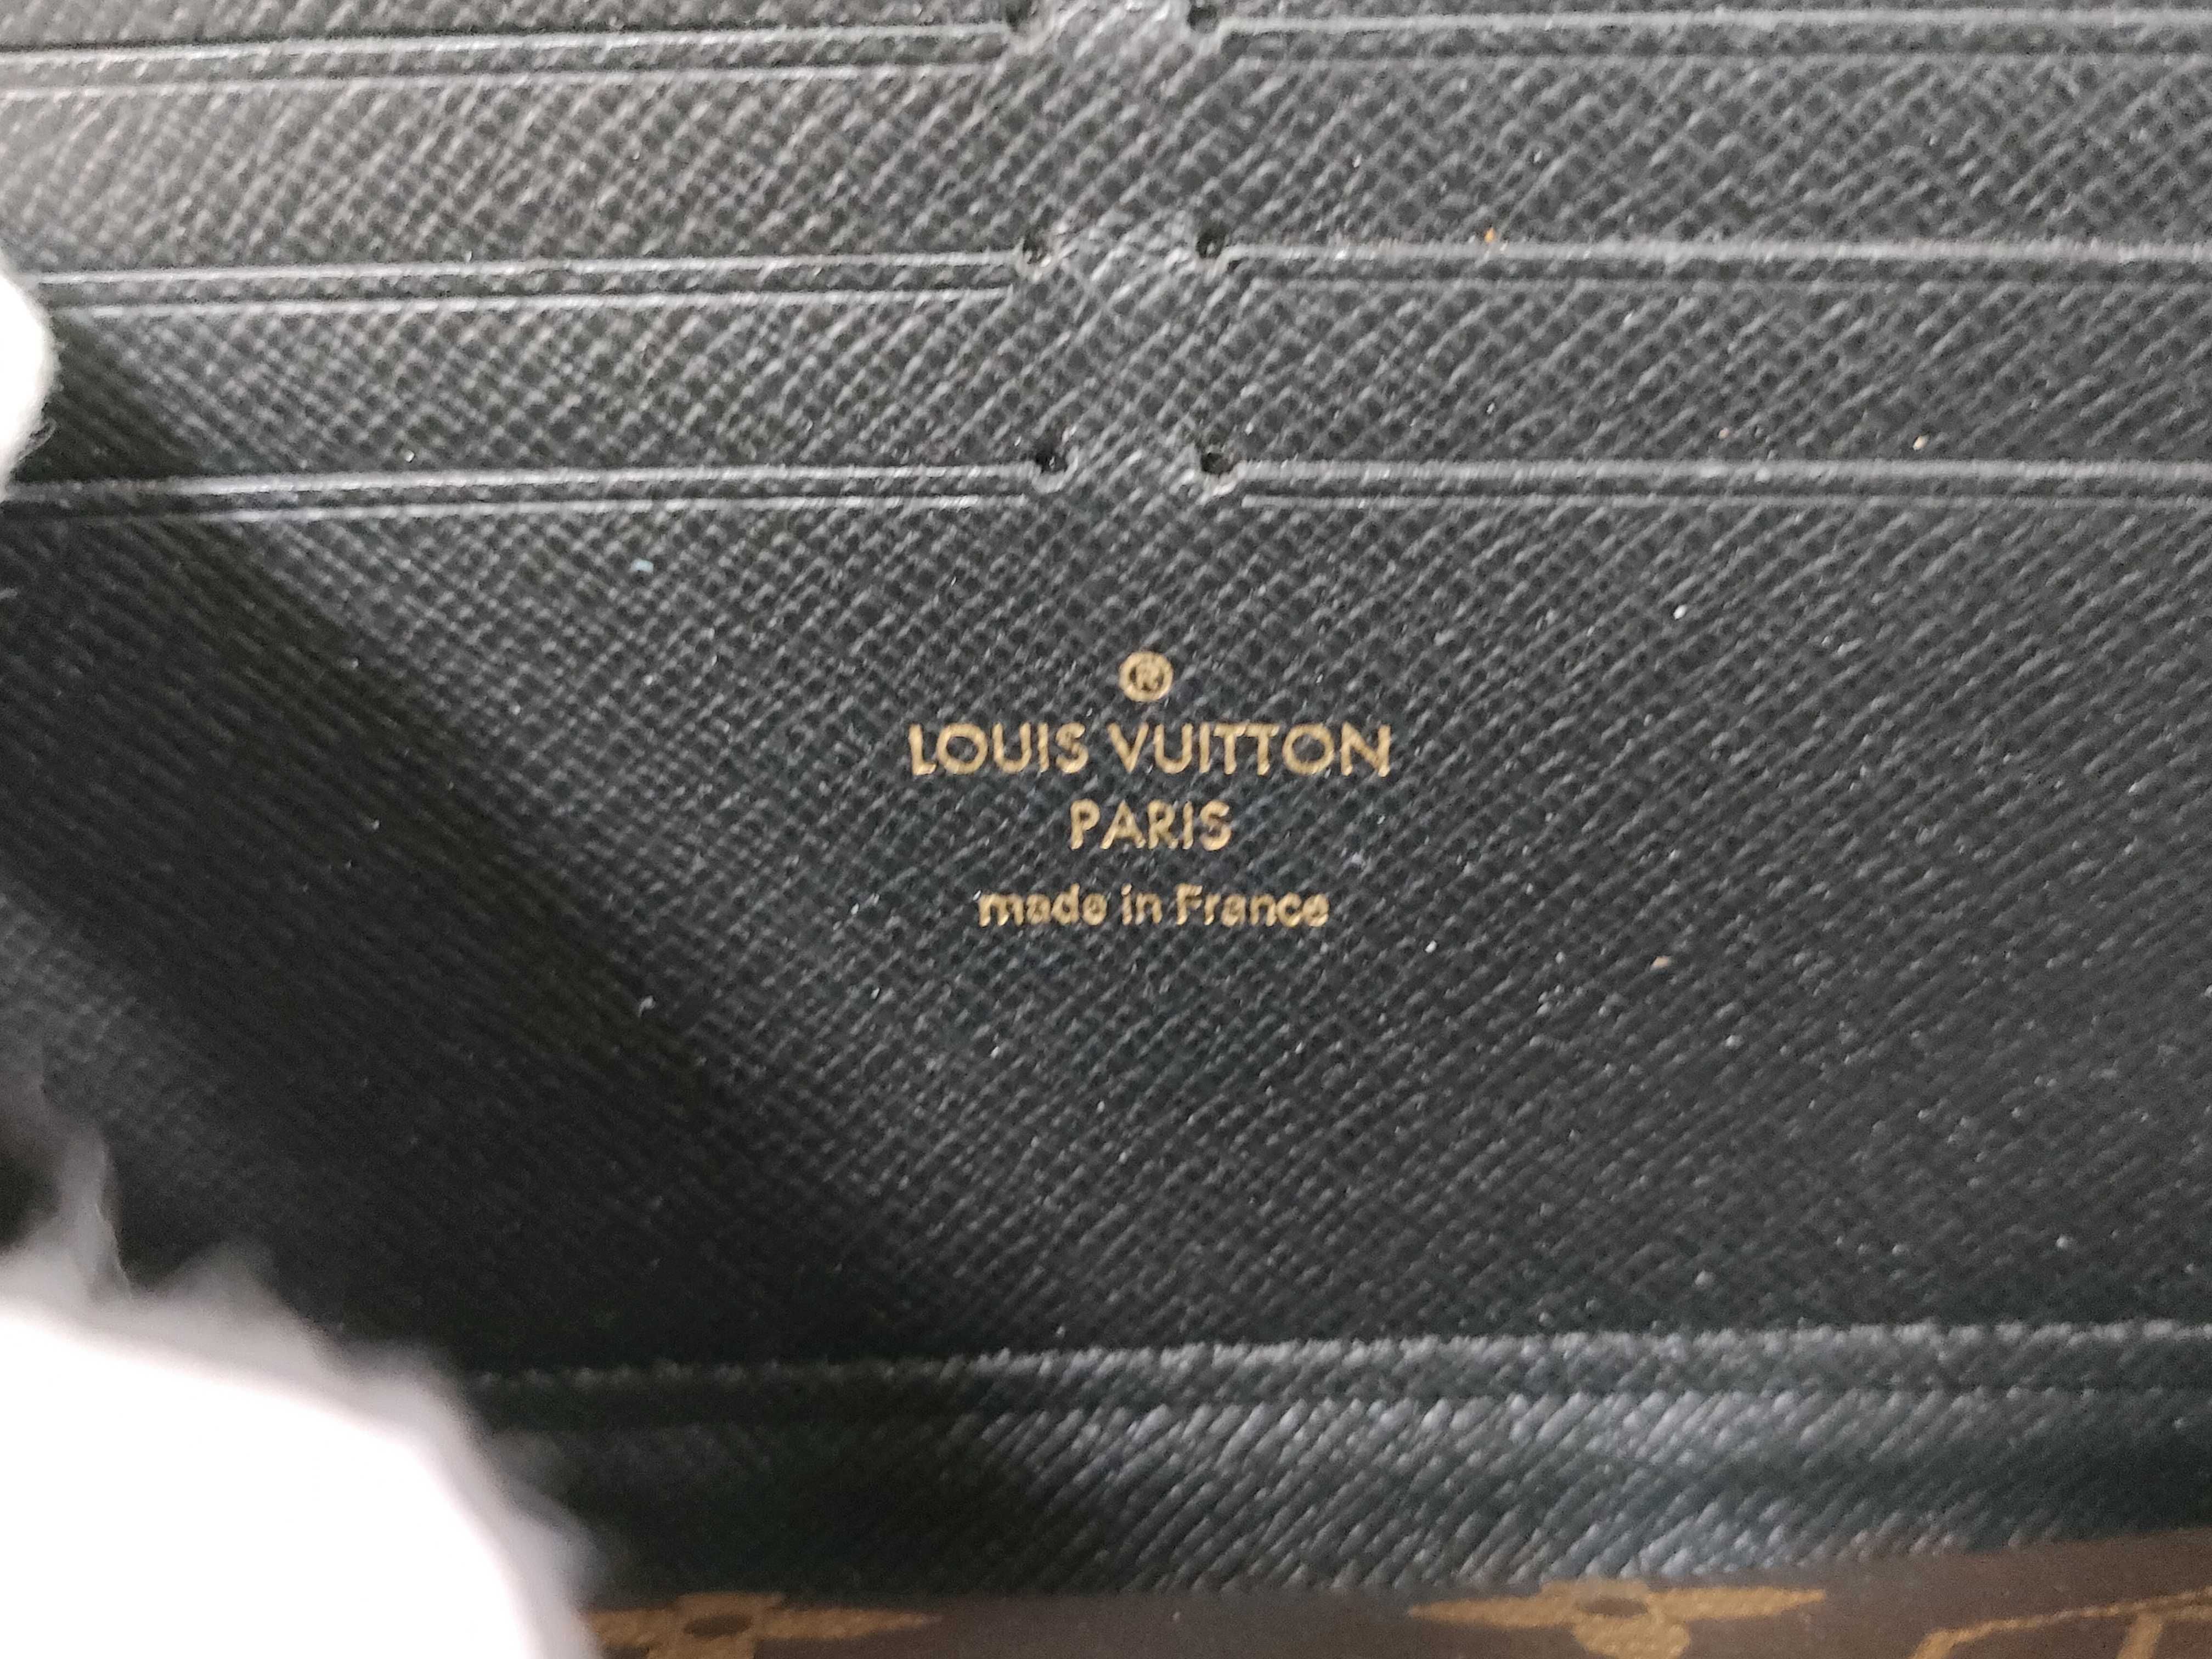 ®
LOUIS VUITTON
PARIS
made in France